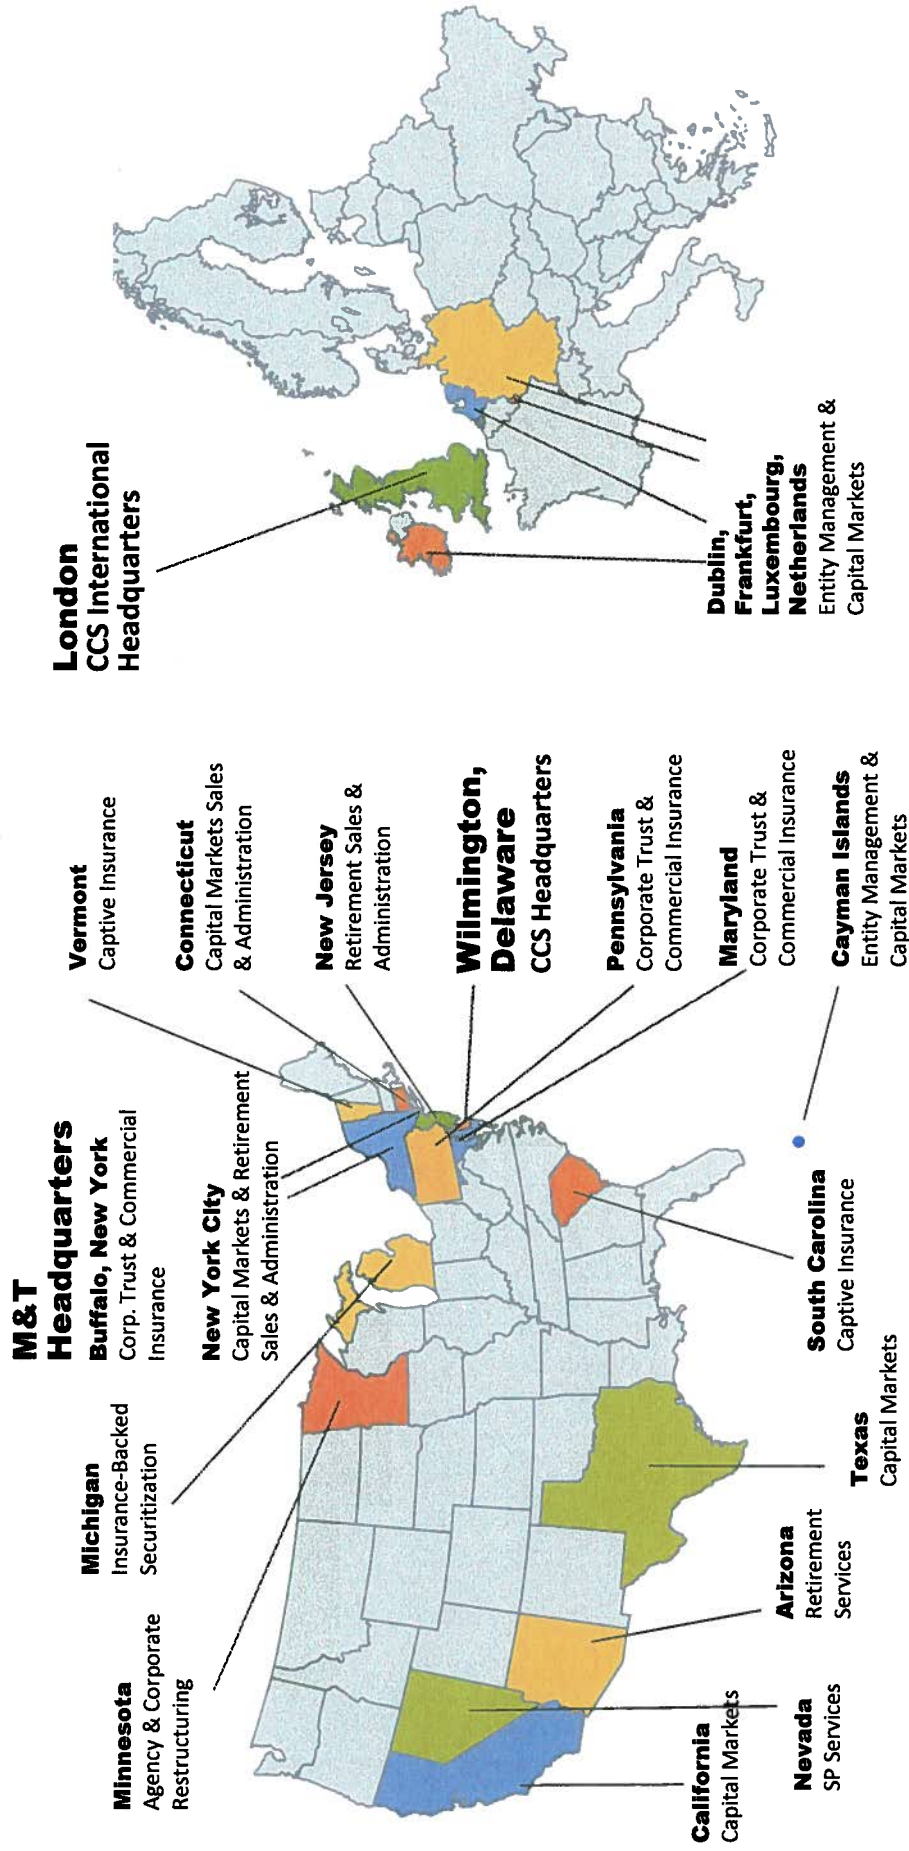 M&T
Headquarters
Buffalo, New York
Corp. Trust & Commercial
Insurance
New York City
Capital Markets & Retirement
Sales & Administration
Michigan
Insurance-Backed
Securitization
Minnesota
Agency & Corporate
Restructuring
Vermont
Captive Insurance
Connecticut
Capital Markets Sales
& Administration
New Jersey
Retirement Sales &
Administration
Wilmington,
Delaware
CCS Headquarters
Pennsylvania
Corporate Trust &
Commercial Insurance
Maryland
Corporate Trust &
Commercial Insurance
Cayman Islands
Entity Management &
Capital Markets
California
Capital Markets
Nevada
SP Services
Arizona
Retirement
Services
Texas
Capital Markets
South Carolina
Captive Insurance
London
CCS International
Headquarters
Dublin,
Frankfurt,
Luxembourg,
Netherlands
Entity Management &
Capital Markets